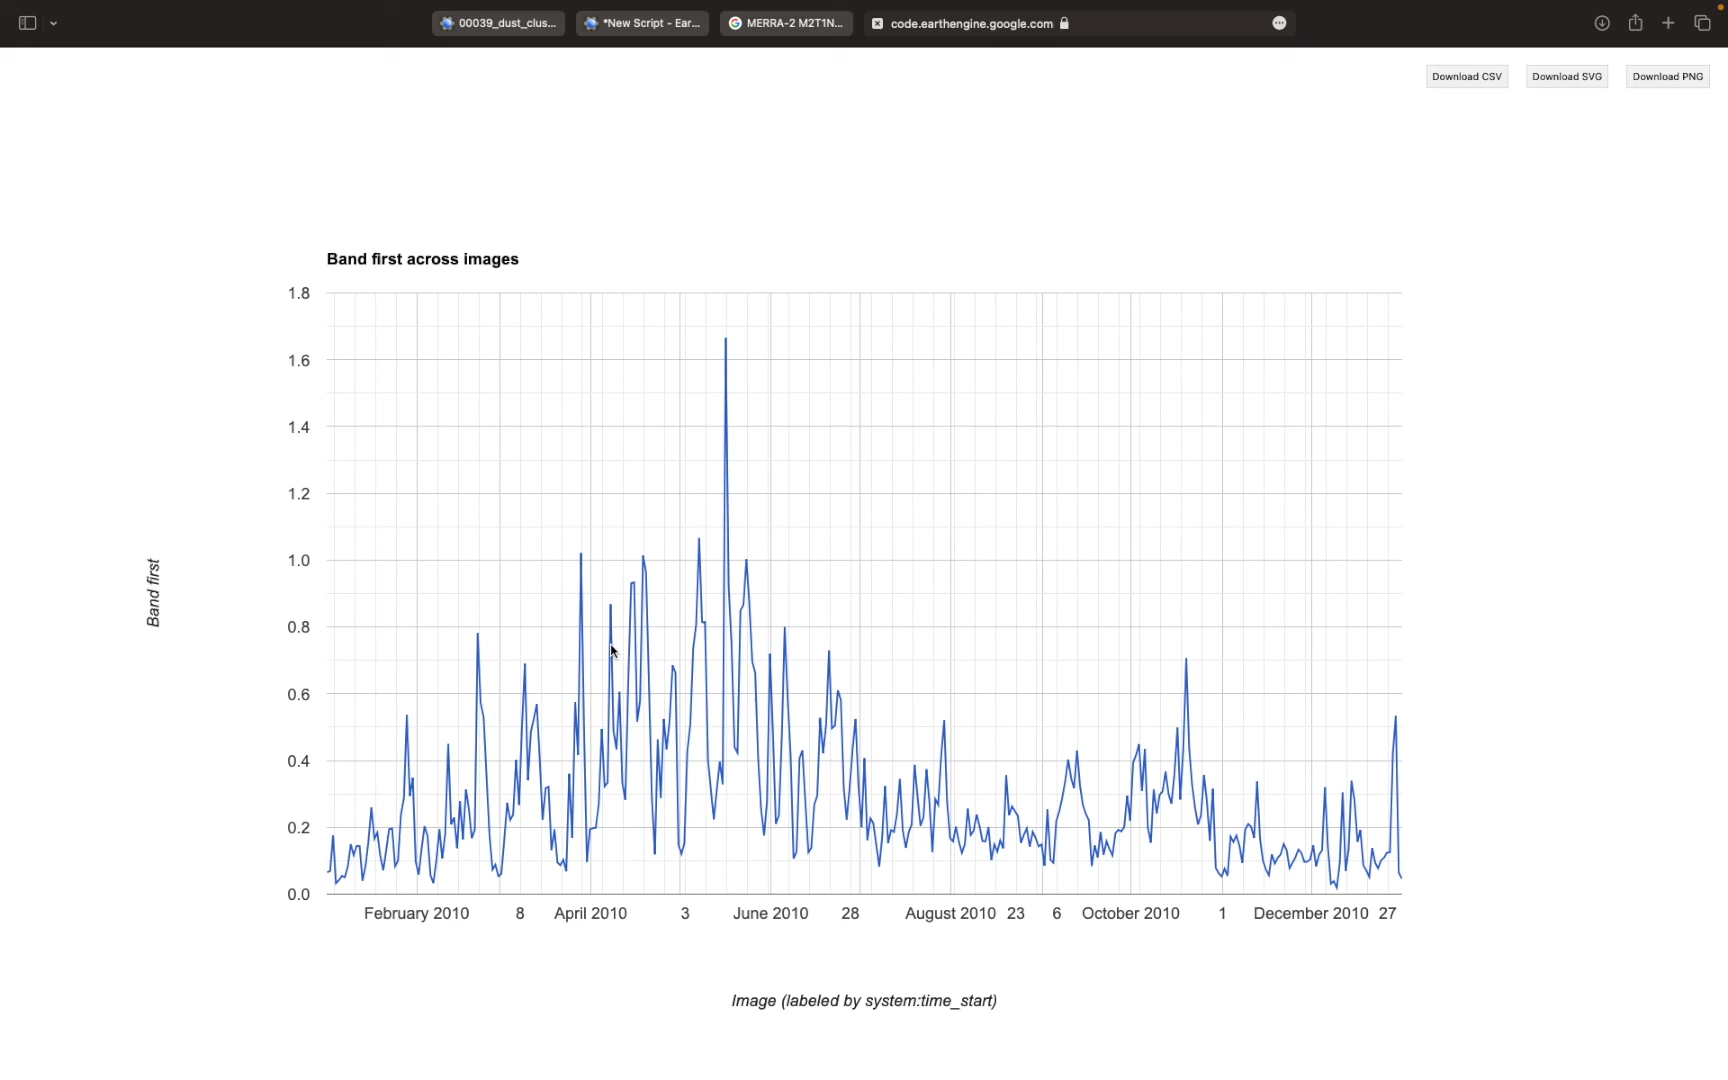 00039_dust_clus...
*New Script - Ear...
MERRA-2 M2T1N...
code.earthengine.google.com
Download CSV
Download SVG
Download PNG
Band first across images
1.8
1.6
1.4
1.2
1.0
0.8
0.6
0.4
0.2
0.0
Band first
February 2010 8 April 2010 3 June 2010 28 August 2010 23 6 October 2010 1 December 2010 27
Image (labeled by system:time_start)